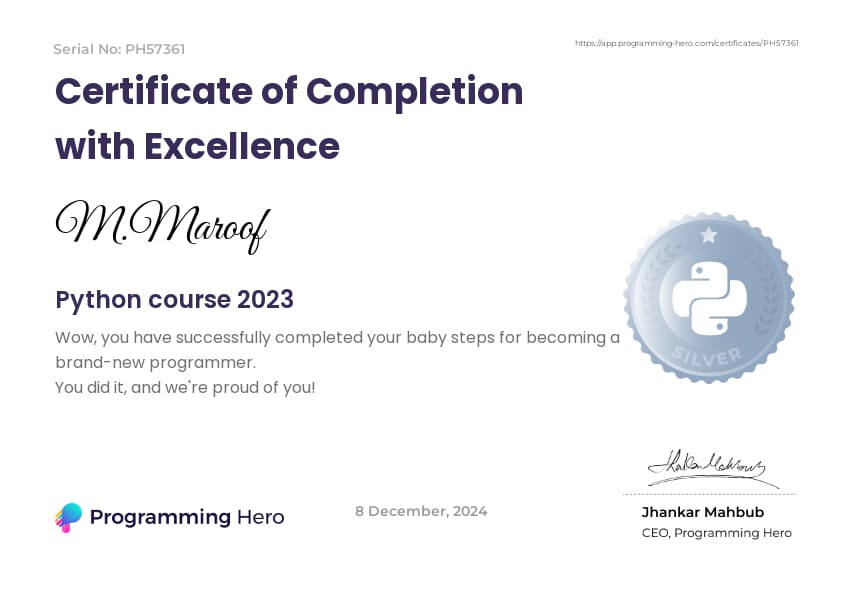 Serial No: PH57361
https://app.programming-hero.com/certificates/PH57361
Certificate of Completion
with Excellence
M.Maroof
Python course 2023
Wow, you have successfully completed your baby steps for becoming a
brand-new programmer.
You did it, and we're proud of you!
SILVER
Programming Hero
8 December, 2024
Jhankar Mahbub
CEO, Programming Hero